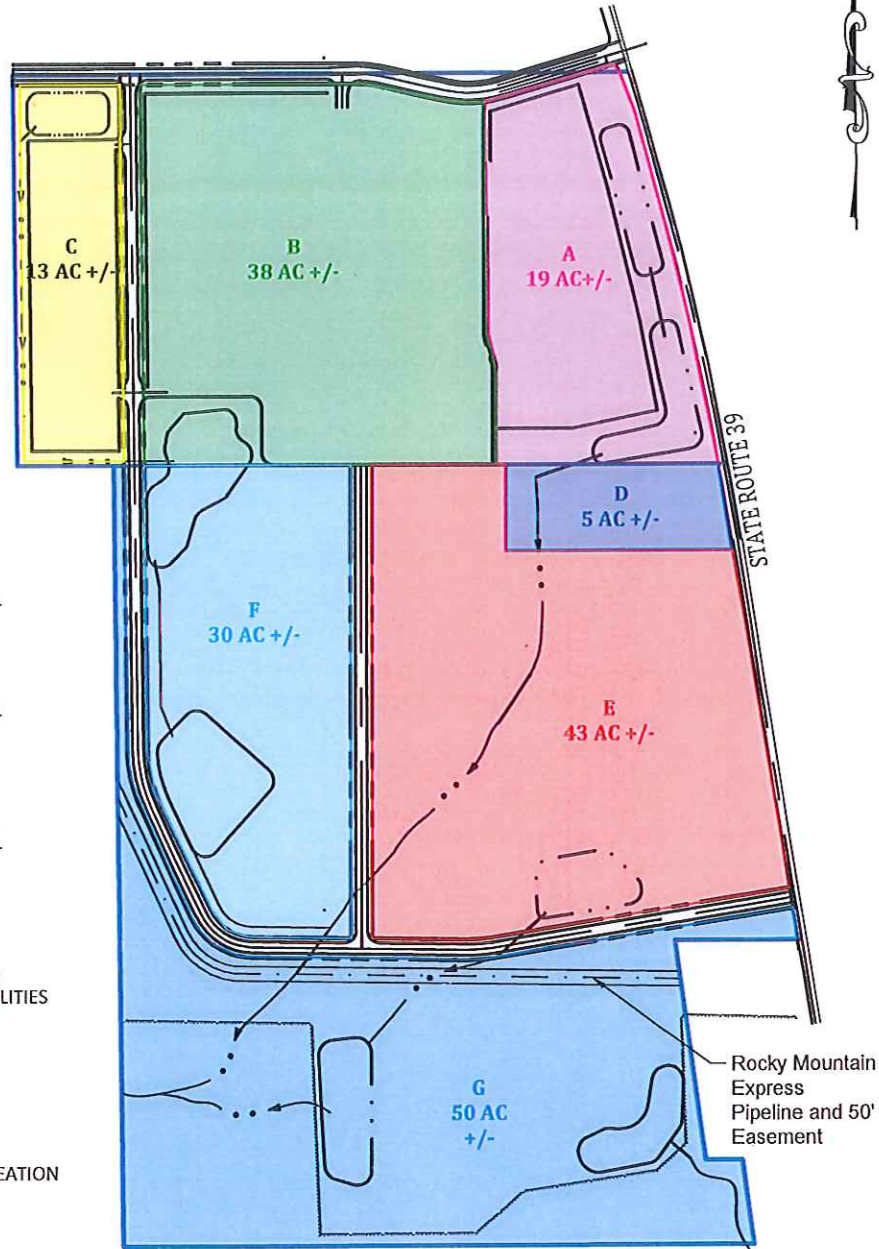 C
13 AC +/-
B
38 AC +/-
A
19 AC+/-
STATE ROUTE 39
D
5 AC +/-
F
30 AC +/-
E
43 AC +/-
LITIES
G
50 AC
+/-
Rocky Mountain
Express
Pipeline and 50'
Easement
EATION